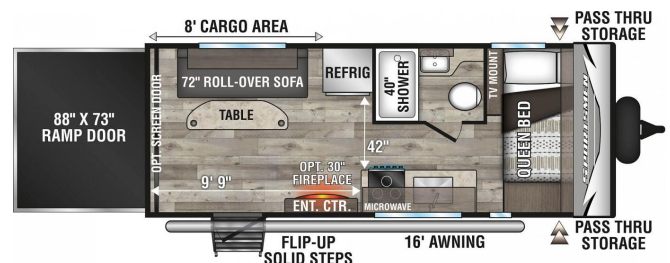 8' CARGO AREA
PASS THRU
STORAGE
72" ROLL-OVER SOFA
REFRIG
40"
SHOWER
TV MOUNT
88" X 73"
RAMP DOOR
OPT. SCREEN DOOR
TABLE
42"
QUEEN BED
9' 9"
OPT. 30"
FIREPLACE
ENT. CTR.
MICROWAVE
FLIP-UP
SOLID STEPS
16' AWNING
PASS THRU
STORAGE